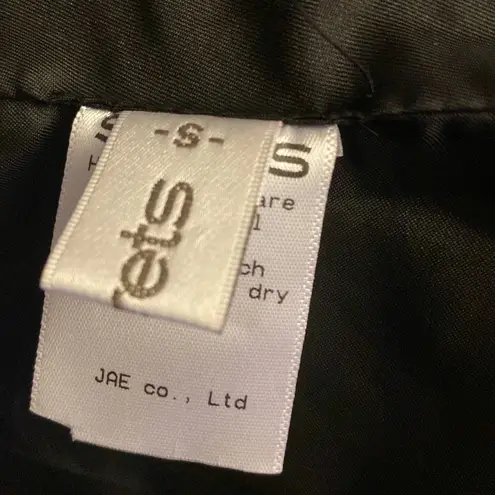 -S-
ets
S
are
ch
dry
JAE co., Ltd